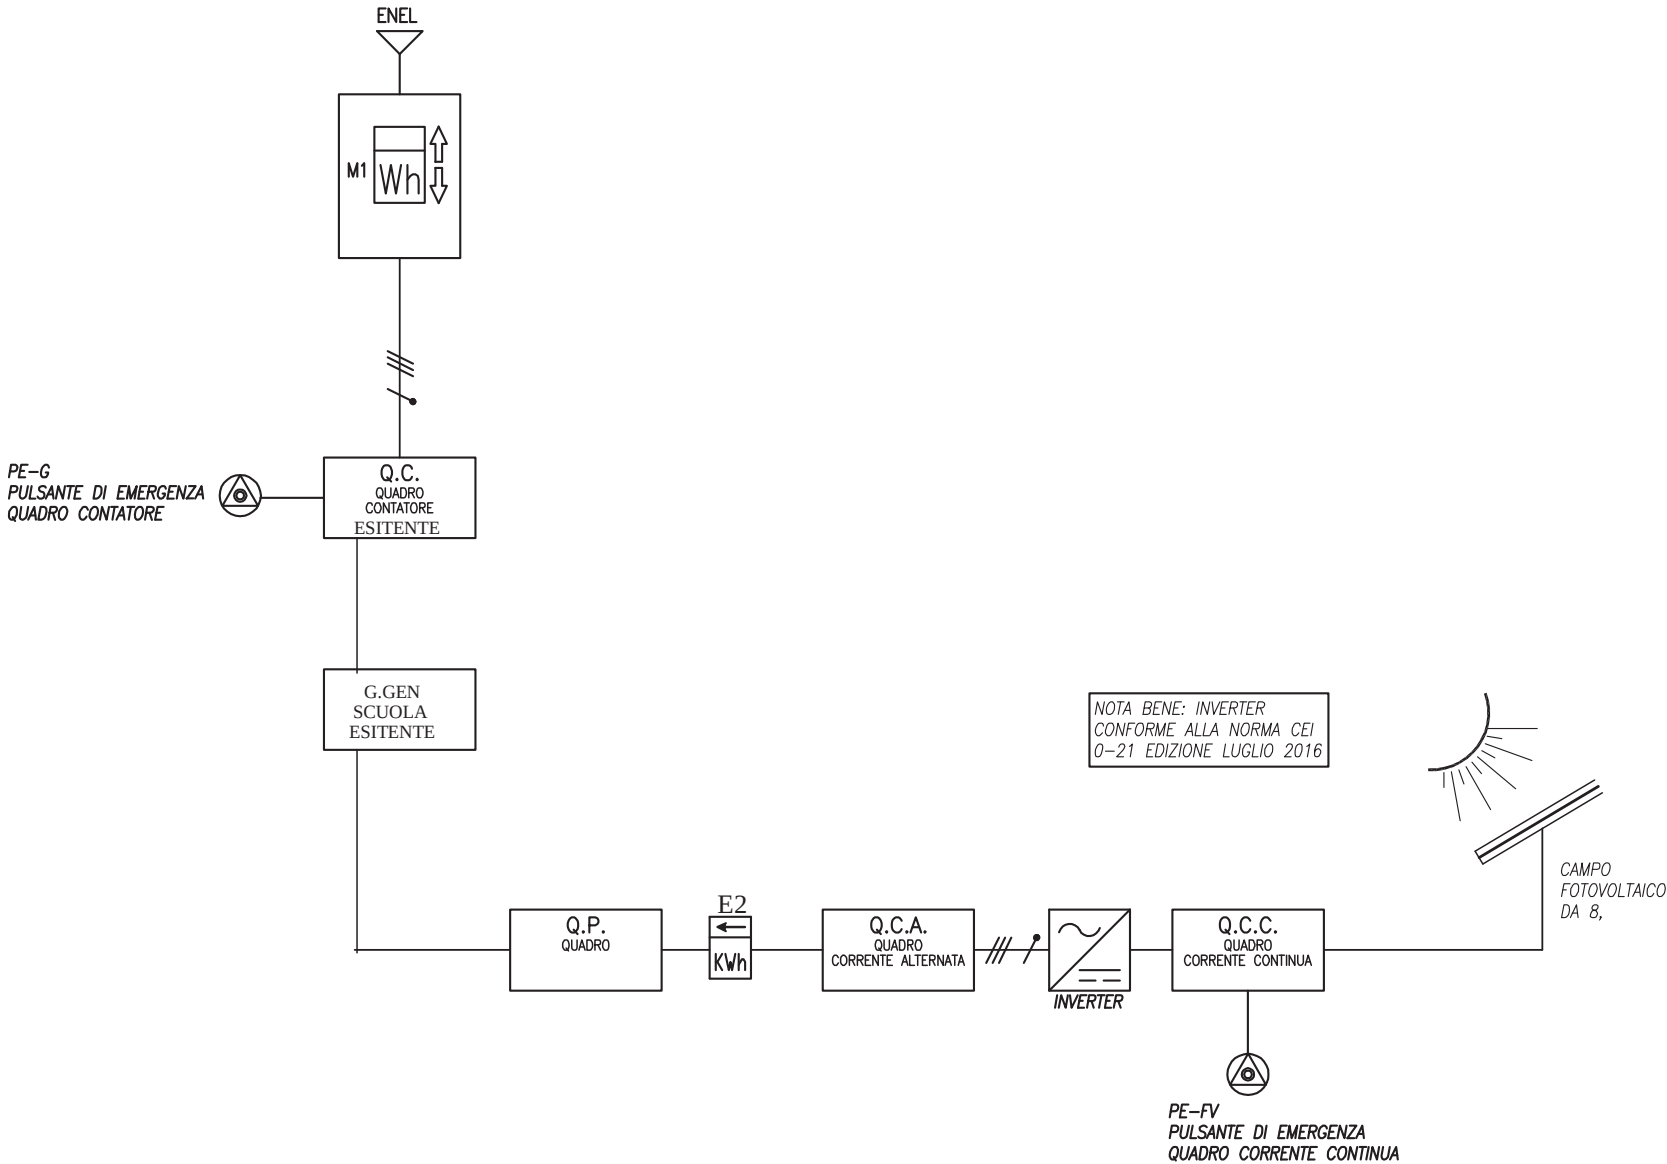 ENEL
M1
Wh
PE-G
PULSANTE DI EMERGENZA
QUADRO CONTATORE
Q.C.
QUADRO
CONTATORE
ESITENTE
G.GEN
SCUOLA
ESITENTE
NOTA BENE: INVERTER
CONFORME ALLA NORMA CEI
0-21 EDIZIONE LUGLIO 2016
CAMPO
FOTOVOLTAICO
DA 8,
Q.P.
QUADRO
E2
KWh
Q.C.A.
QUADRO
CORRENTE ALTERNATA
INVERTER
Q.C.C.
QUADRO
CORRENTE CONTINUA
PE-FV
PULSANTE DI EMERGENZA
QUADRO CORRENTE CONTINUA